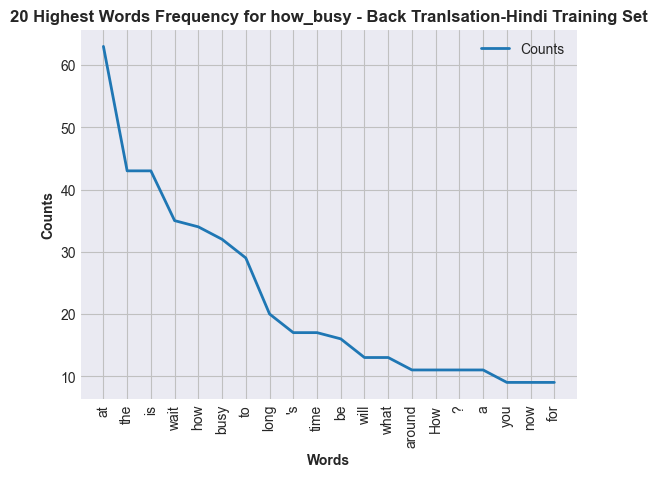 20 Highest Words Frequency for how_busy - Back Tranlsation-Hindi Training Set
Counts
60
50
40
30
20
10
Counts
at
the
is
wait
how
busy
to
long
's
time
be
will
what
around
How
?
a
you
now
for
Words